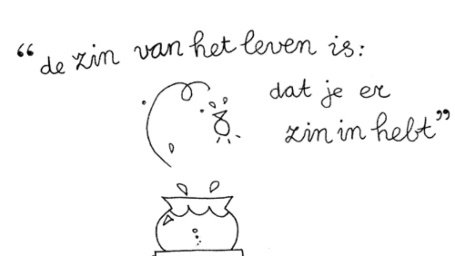 “de zin van het leven is:
dat je er
zin in hebt”